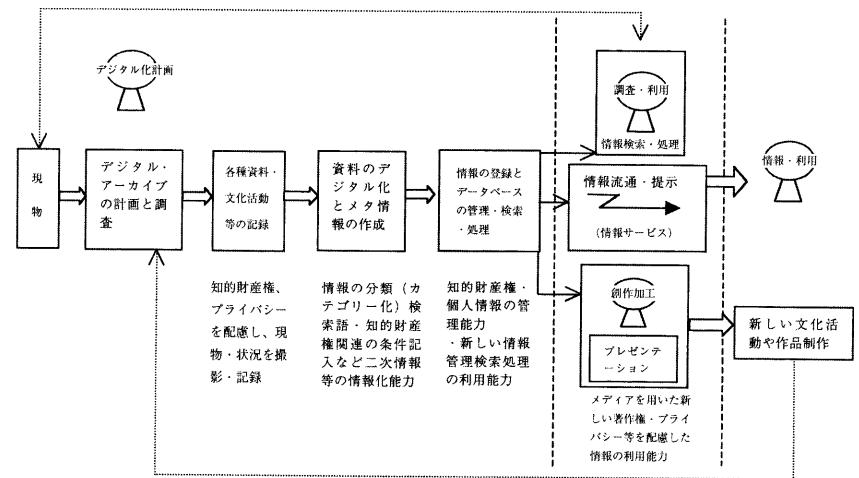 デジタル化計画
調査・利用
情報検索・処理
現
物
デジタル・
アーカイブ
の計画と調
査
各種資料・
文化活動
等の記録
資料のデ
ジタル化
とメタ情
報の作成
情報の登録と
データベース
の管理・検索
・処理
情報流通・提示
(情報サービス)
情報・利用
創作加工
プレゼンテ
ーション
新しい文化活
動や作品制作
知的財産権、
プライバシー
を配慮し、現
物・状況を撮
影・記録
情報の分類（カ
テゴリー化）検
索語・知的財産
権関連の条件記
入など二次情報
等の情報化能力
知的財産権・
個人情報の管
理能力
・新しい情報
管理検索処理
の利用能力
メディアを用いた新
しい著作権・プライ
バシー等を配慮した
情報の利用能力